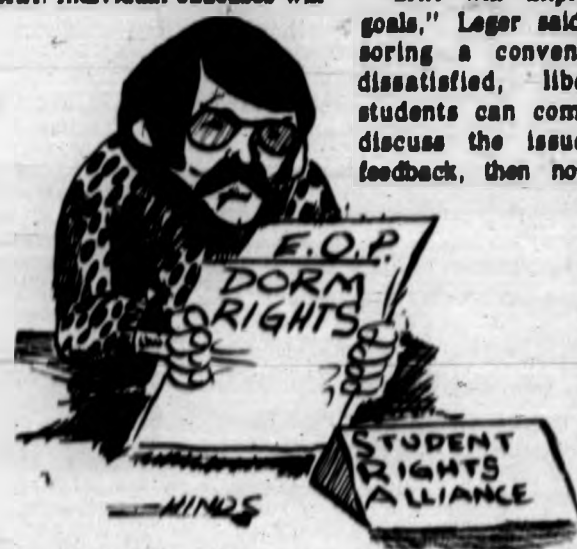 goals," Leger said
soring a conven
dissatisfied, libe
students can com
discuss the issue
feedback, then no
E.O.P.
DORM
RIGHTS
STUDENT
RIGHTS
ALLIANCE
HINDS